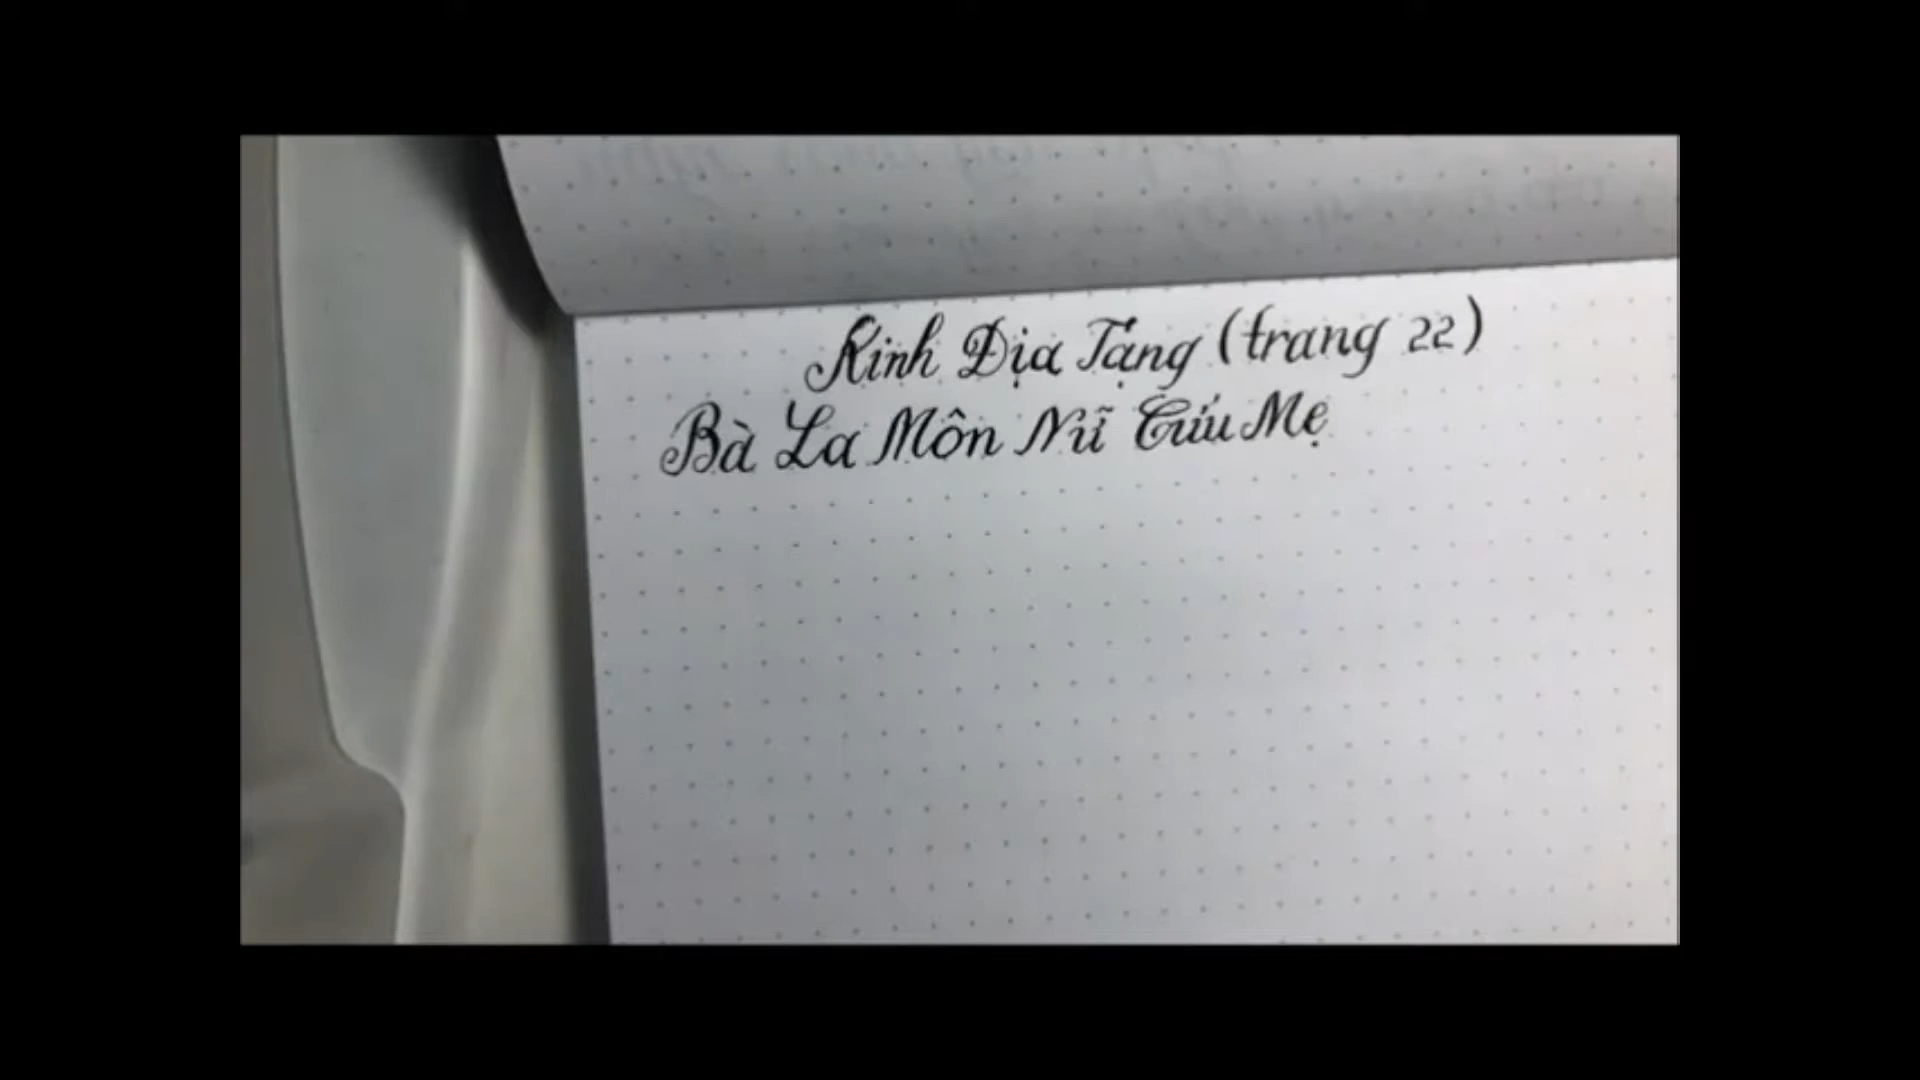 Kinh Địa Tạng (trang 22)
Bà La Môn Nữ Cứu Mẹ